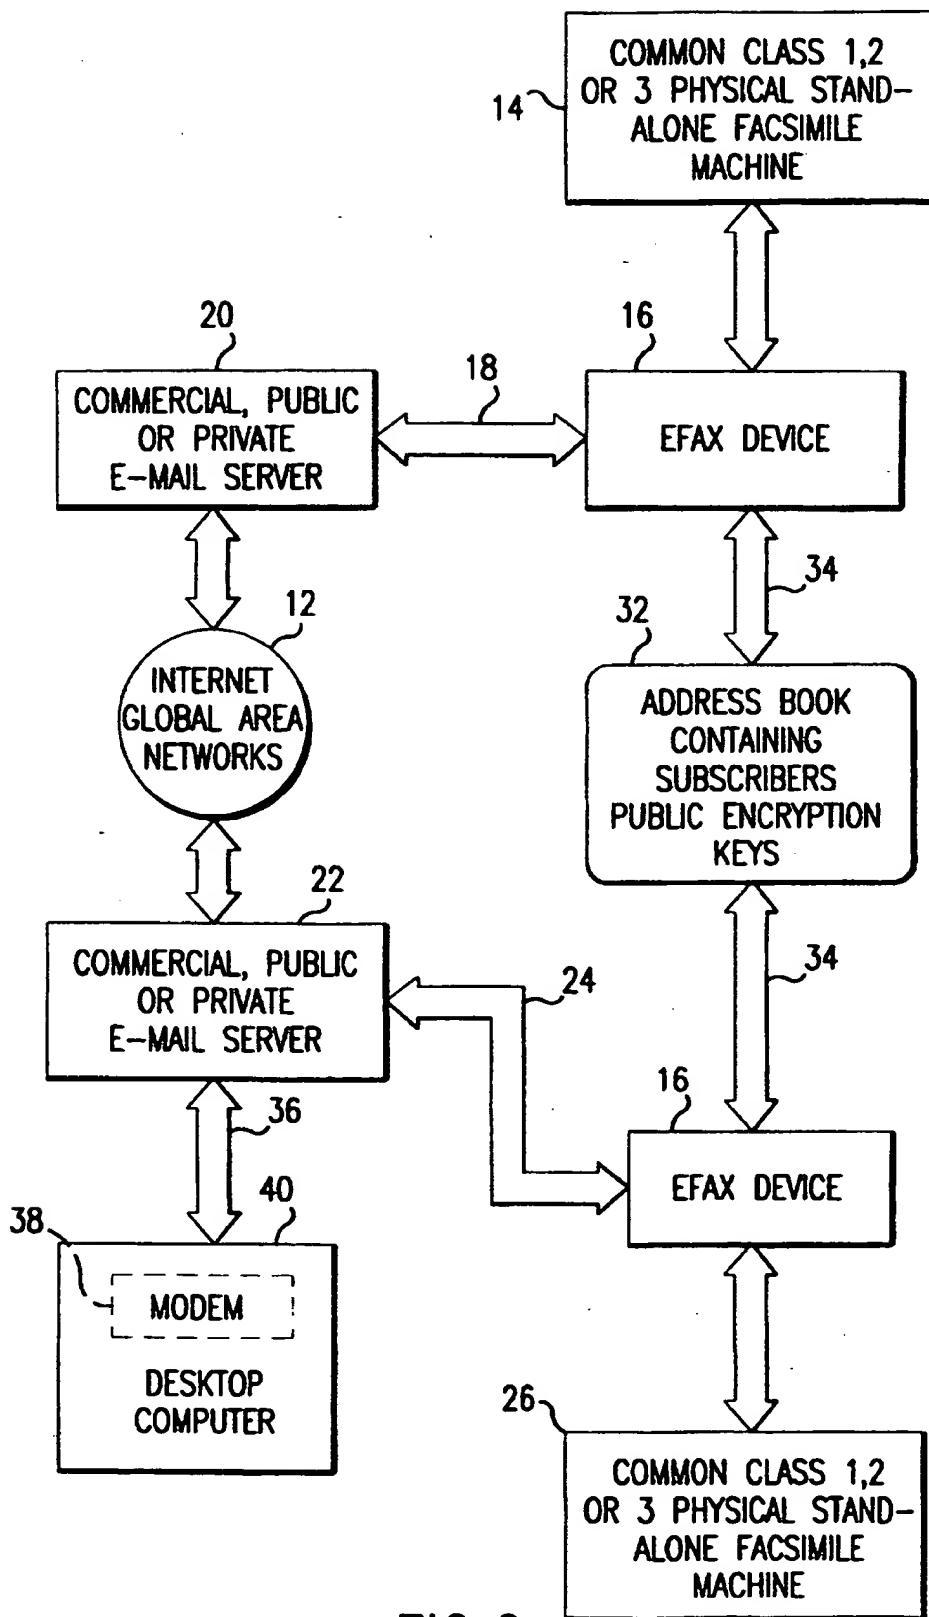 COMMON CLASS 1,2
OR 3 PHYSICAL STAND-
ALONE FACSIMILE
MACHINE
14
20
16
18
COMMERCIAL, PUBLIC
OR PRIVATE
E-MAIL SERVER
EFAX DEVICE
34
12
32
INTERNET
GLOBAL AREA
NETWORKS
ADDRESS BOOK
CONTAINING
SUBSCRIBERS
PUBLIC ENCRYPTION
KEYS
22
COMMERCIAL, PUBLIC
OR PRIVATE
E-MAIL SERVER
24
34
16
36
EFAX DEVICE
40
38
MODEM
DESKTOP
COMPUTER
26
COMMON CLASS 1,2
OR 3 PHYSICAL STAND-
ALONE FACSIMILE
MACHINE